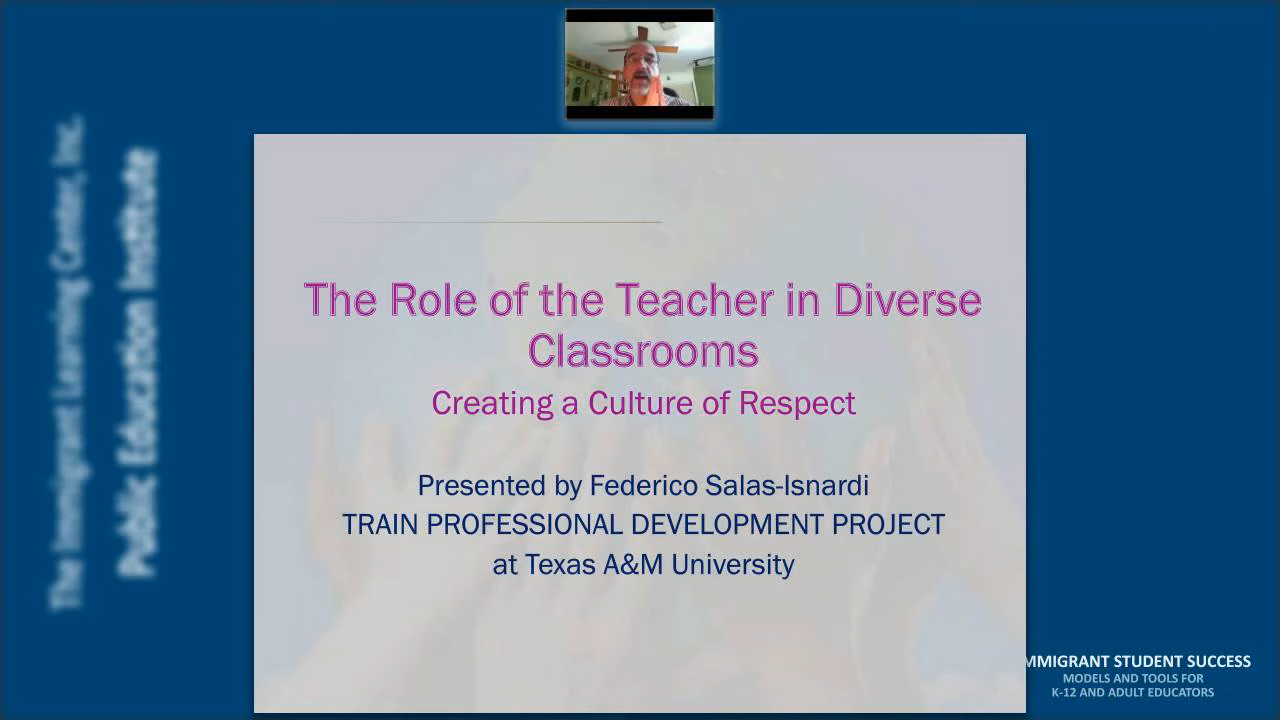 The Immigrant Learning Center, Inc.
Public Education Institute
The Role of the Teacher in Diverse
Classrooms
Creating a Culture of Respect
Presented by Federico Salas-Isnardi
TRAIN PROFESSIONAL DEVELOPMENT PROJECT
at Texas A&M University
MMIGRANT STUDENT SUCCESS
MODELS AND TOOLS FOR
K-12 AND ADULT EDUCATORS